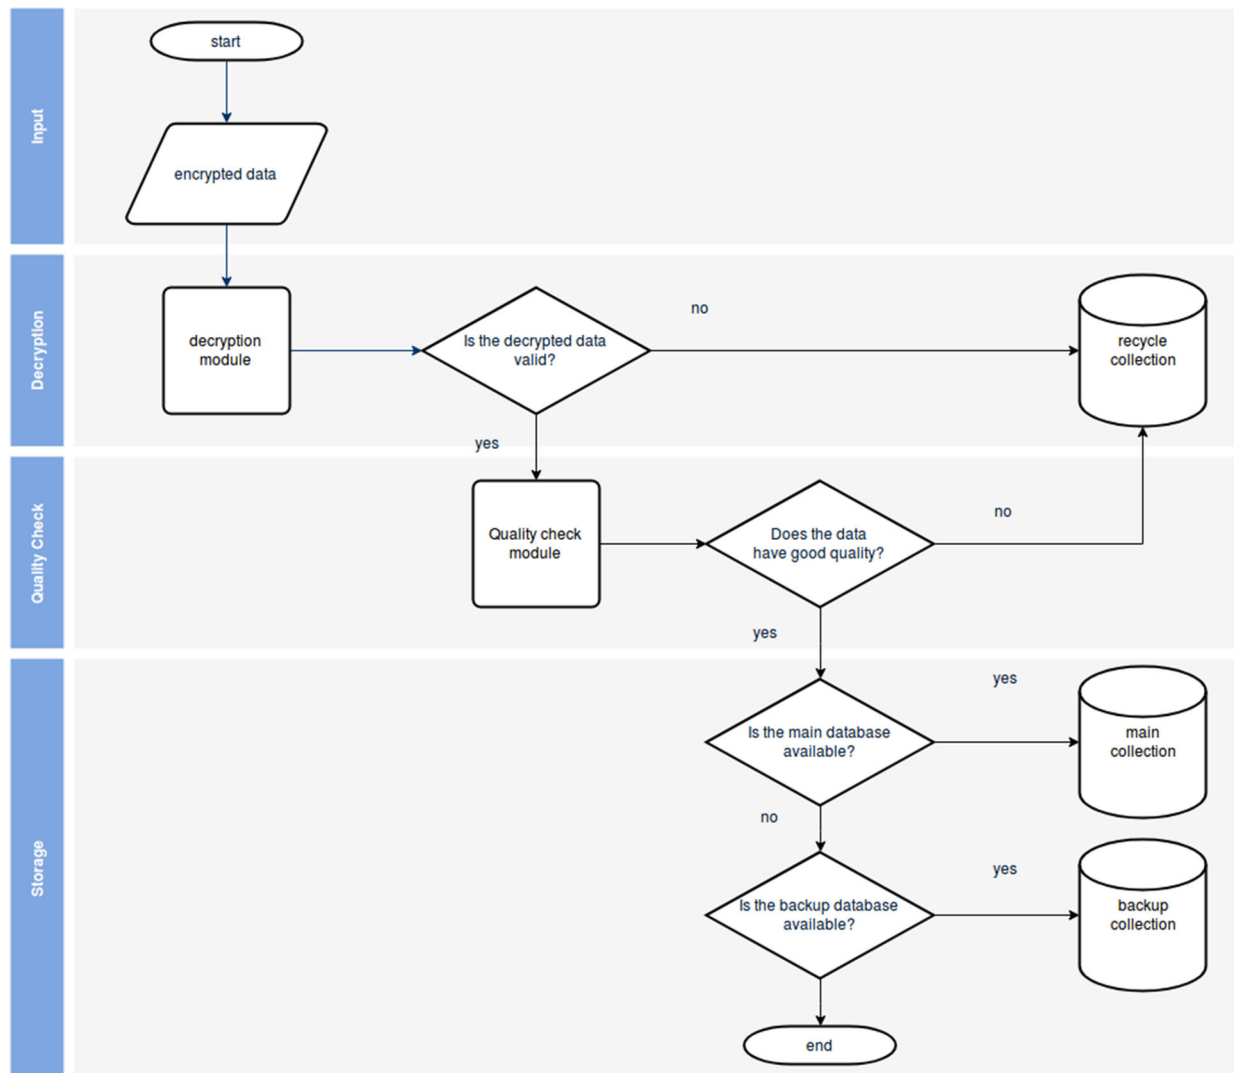 Input
start
encrypted data
Decryption
decryption
module
Is the decrypted data
valid?
no
recycle
collection
yes
Quality Check
Quality check
module
Does the data
have good quality?
no
yes
Storage
Is the main database
available?
yes
main
collection
no
Is the backup database
available?
yes
backup
collection
end